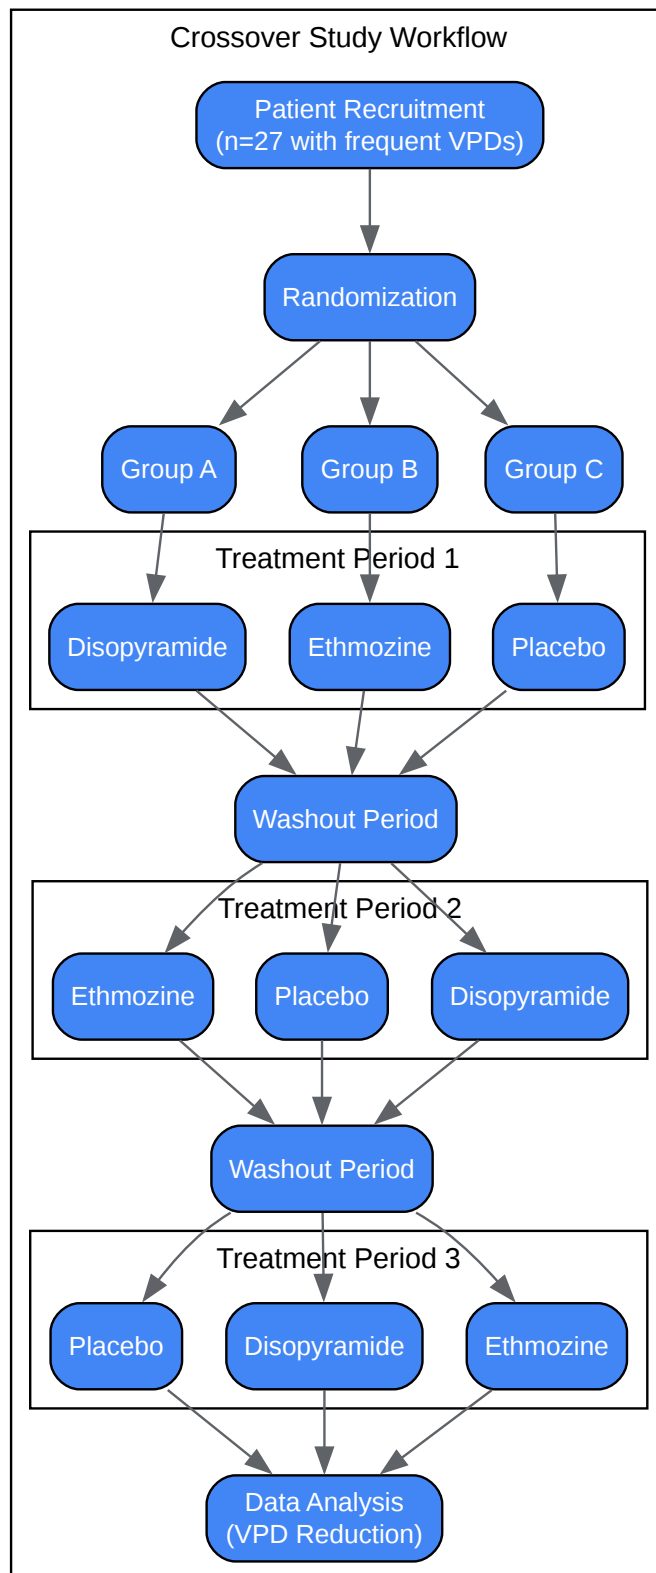 Crossover Study Workflow
Patient Recruitment
(n=27 with frequent VPDs)
Randomization
Group A
Group B
Group C
Treatment Period 1
Disopyramide
Ethmozine
Placebo
Washout Period
Treatment Period 2
Ethmozine
Placebo
Disopyramide
Washout Period
Treatment Period 3
Placebo
Disopyramide
Ethmozine
Data Analysis
(VPD Reduction)